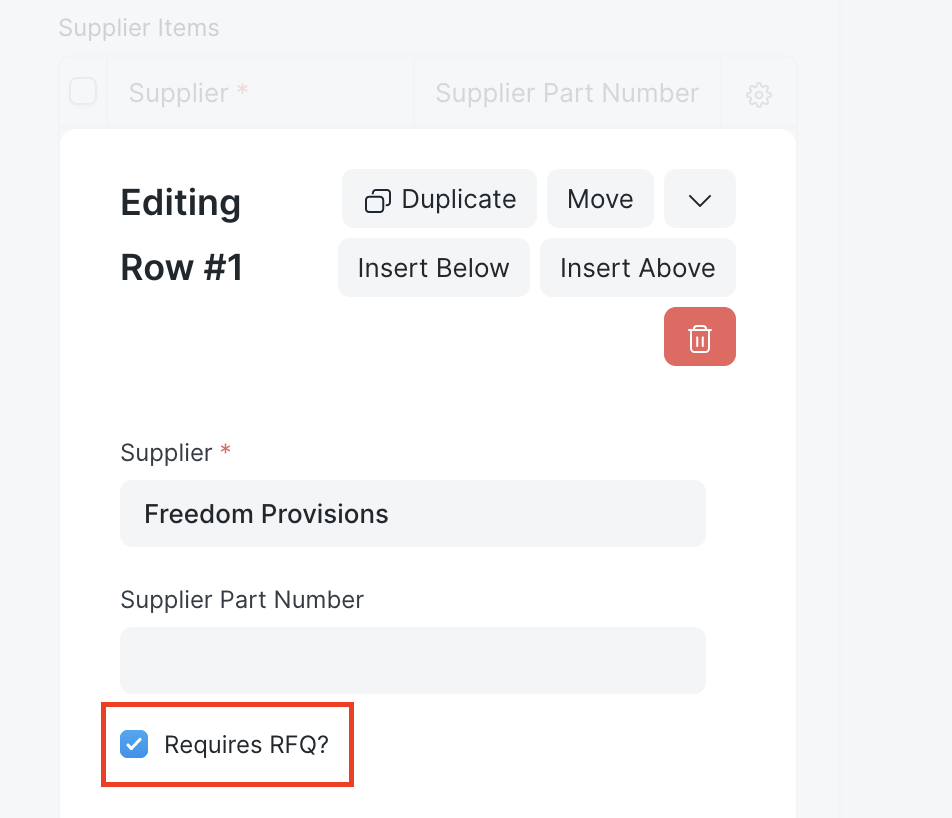 Supplier Items
Supplier * Supplier Part Number
Editing
Row #1
Duplicate Move
Insert Below Insert Above
Supplier *
Freedom Provisions
Supplier Part Number
Requires RFQ?